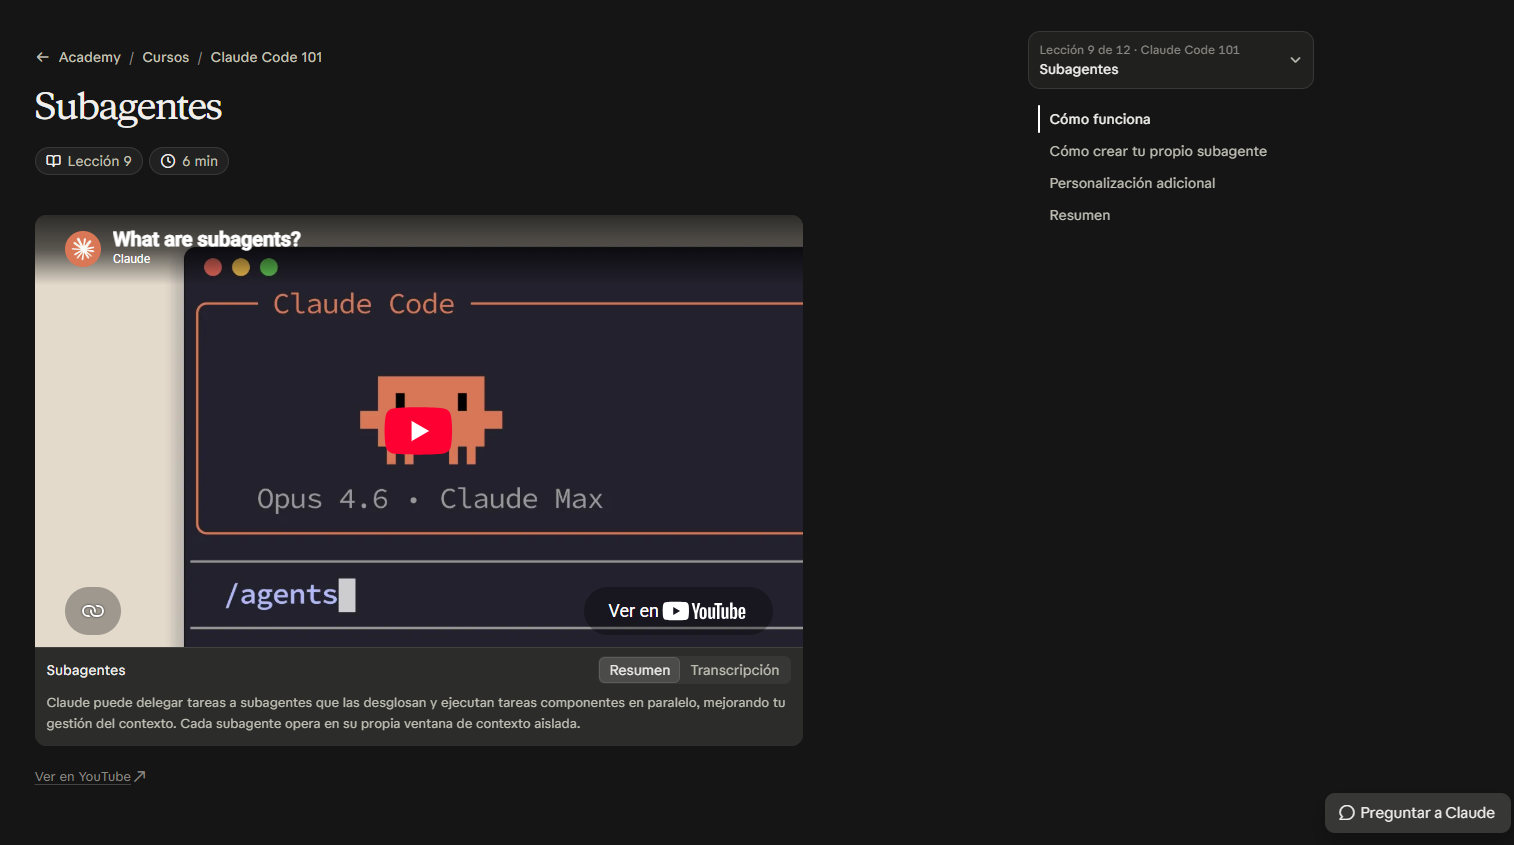 ← Academy / Cursos / Claude Code 101
Subagentes
Lección 9
6 min
What are subagents?
Claude
Claude Code
Opus 4.6 • Claude Max
/agents
Ver en YouTube
Subagentes
Resumen
Transcripción
Claude puede delegar tareas a subagentes que las desglosan y ejecutan tareas componentes en paralelo, mejorando tu
gestión del contexto. Cada subagente opera en su propia ventana de contexto aislada.
Ver en YouTube
Lección 9 de 12 · Claude Code 101
Subagentes
Cómo funciona
Cómo crear tu propio subagente
Personalización adicional
Resumen
Preguntar a Claude